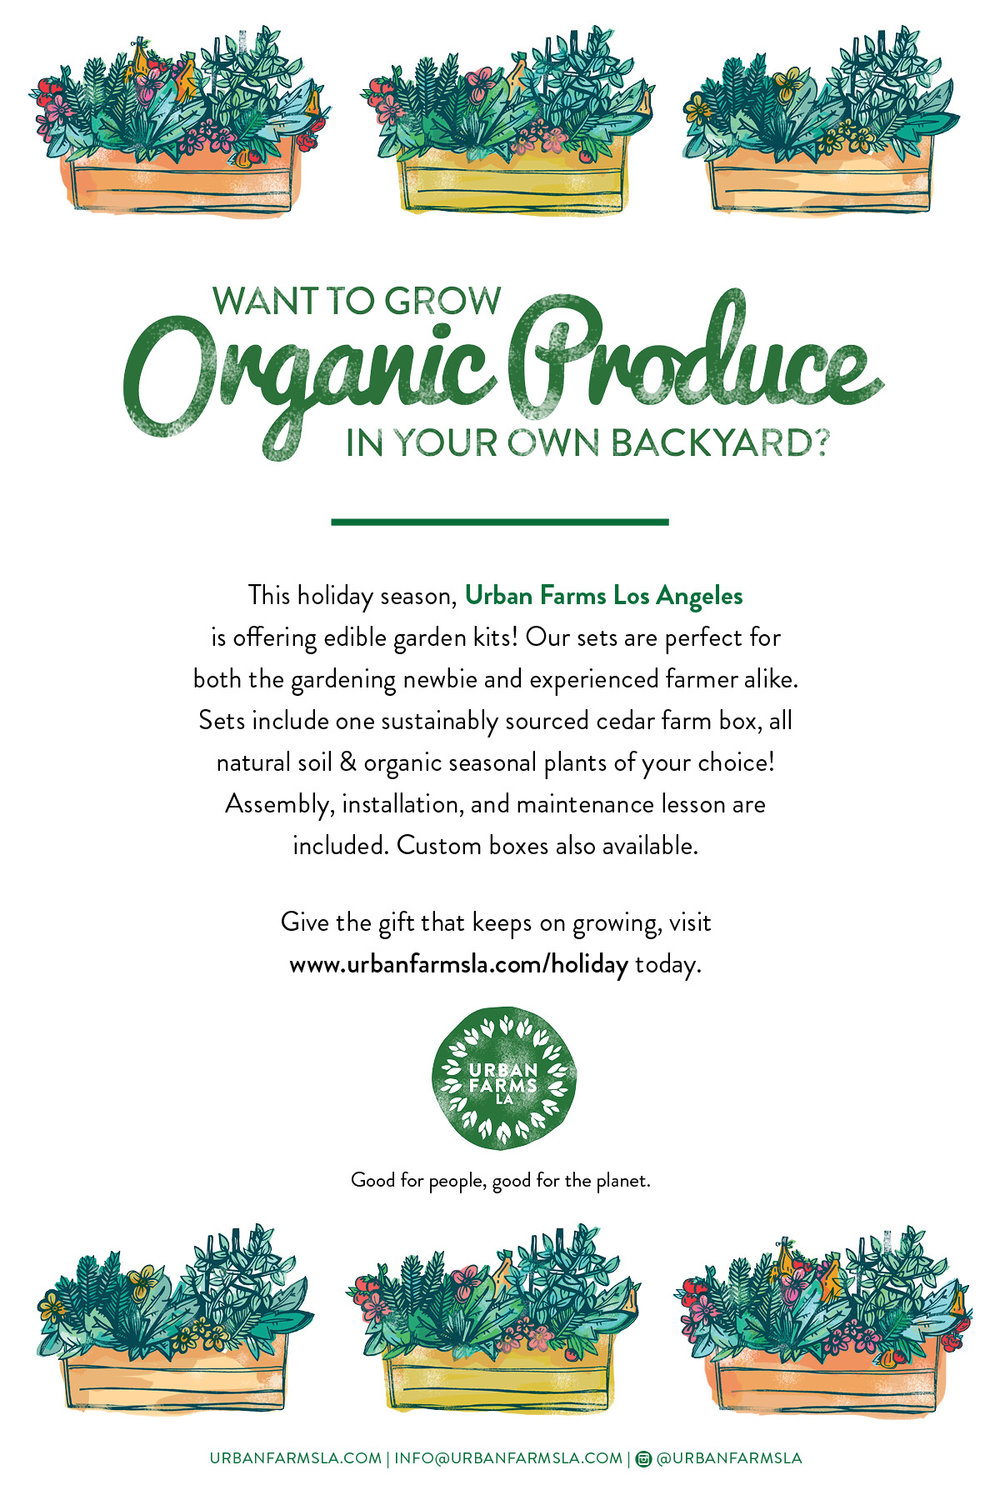 WANT TO GROW
Organic Produce
IN YOUR OWN BACKYARD?
This holiday season, Urban Farms Los Angeles
is offering edible garden kits! Our sets are perfect for
both the gardening newbie and experienced farmer alike.
Sets include one sustainably sourced cedar farm box, all
natural soil & organic seasonal plants of your choice!
Assembly, installation, and maintenance lesson are
included. Custom boxes also available.
Give the gift that keeps on growing, visit
www.urbanfarmsla.com/holiday today.
URBAN
FARMS
LA
Good for people, good for the planet.
URBANFARMSLA.COM | INFO@URBANFARMSLA.COM | @URBANFARMSLA